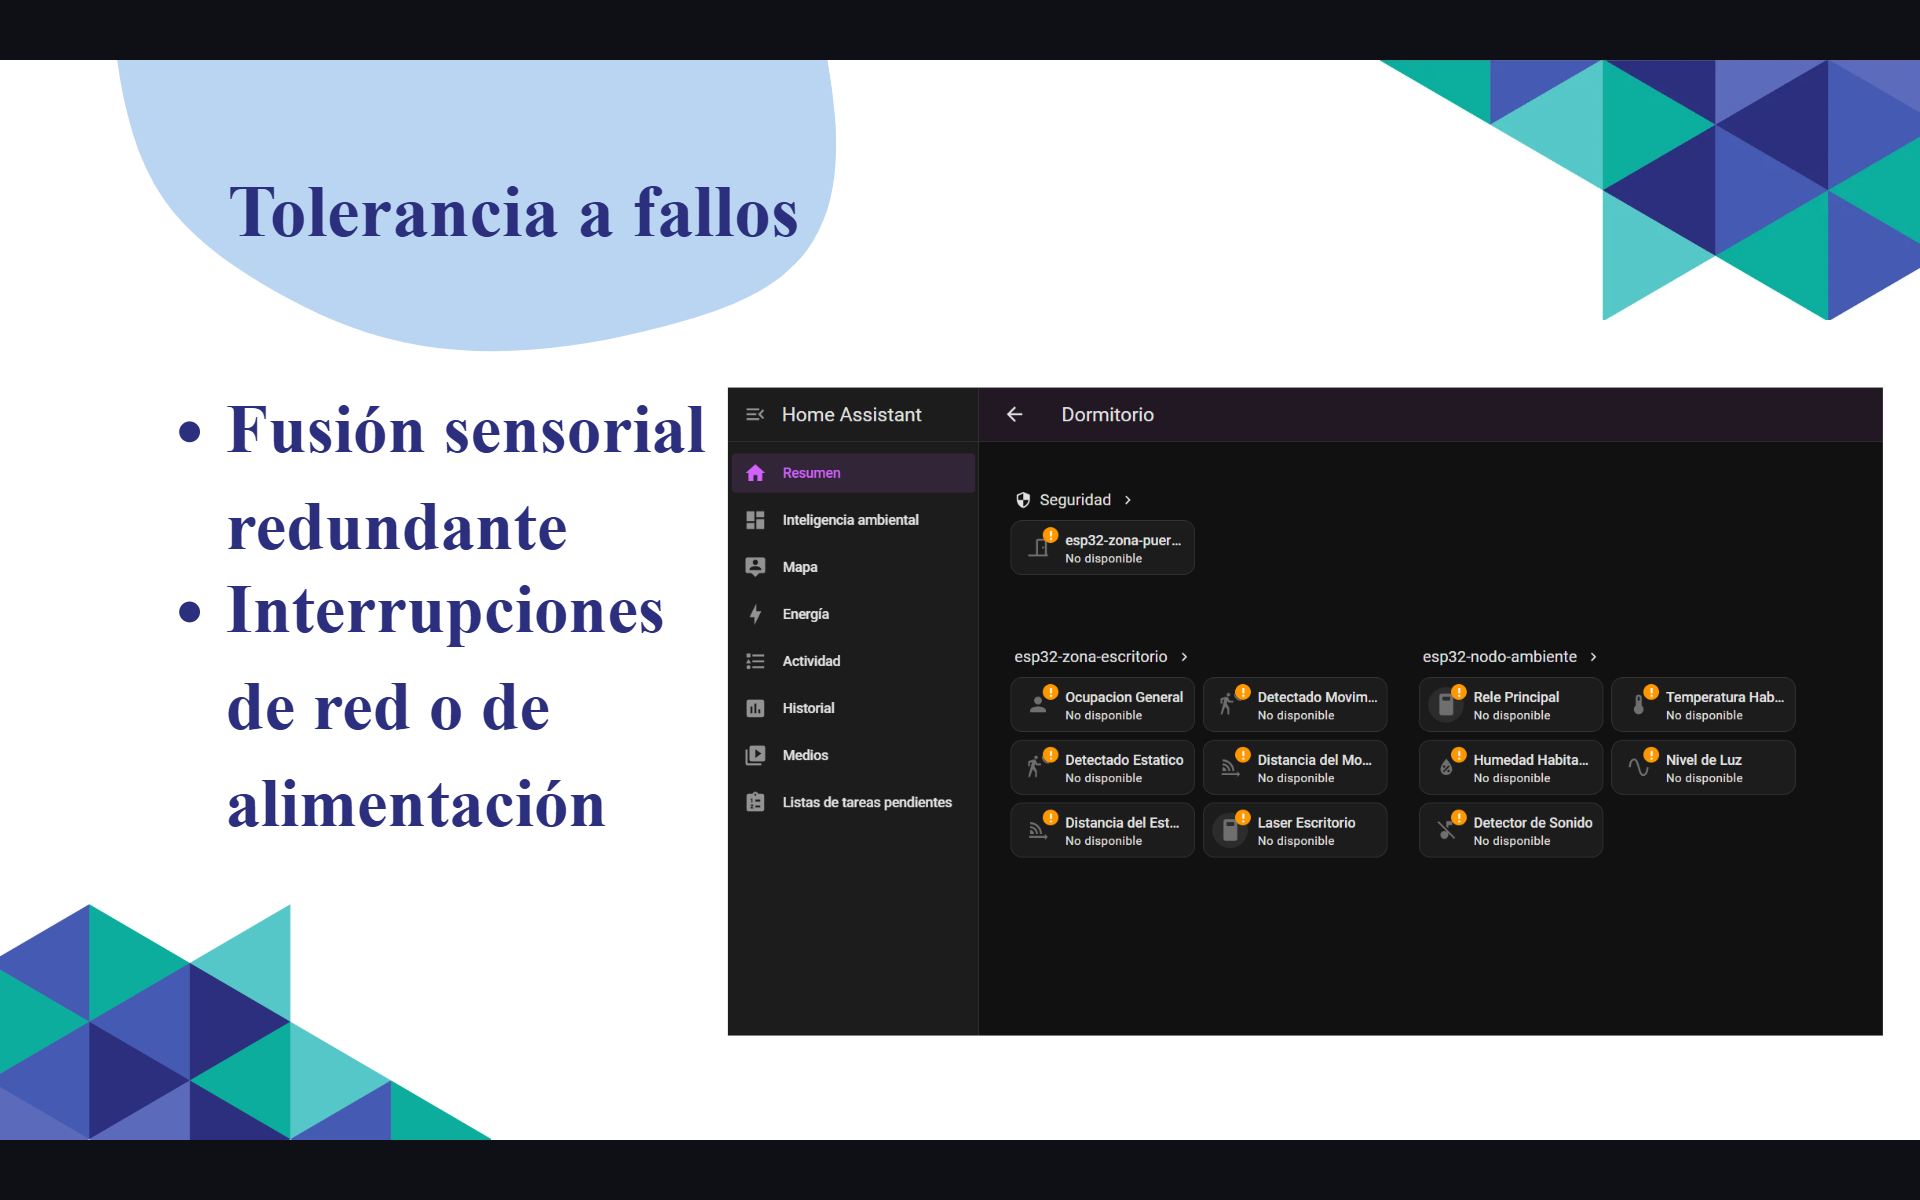 Tolerancia a fallos
• Fusión sensorial
redundante
• Interrupciones
de red o de
alimentación
Home Assistant
Resumen
Inteligencia ambiental
Mapa
Energía
Actividad
Historial
Medios
Listas de tareas pendientes
Dormitorio
Seguridad
esp32-zona-puer...
No disponible
esp32-zona-escritorio
Ocupacion General
No disponible
Detectado Movim...
No disponible
Detectado Estatico
No disponible
Distancia del Mo...
No disponible
Distancia del Est...
No disponible
Laser Escritorio
No disponible
esp32-nodo-ambiente
Rele Principal
No disponible
Temperatura Hab...
No disponible
Humedad Habita...
No disponible
Nivel de Luz
No disponible
Detector de Sonido
No disponible